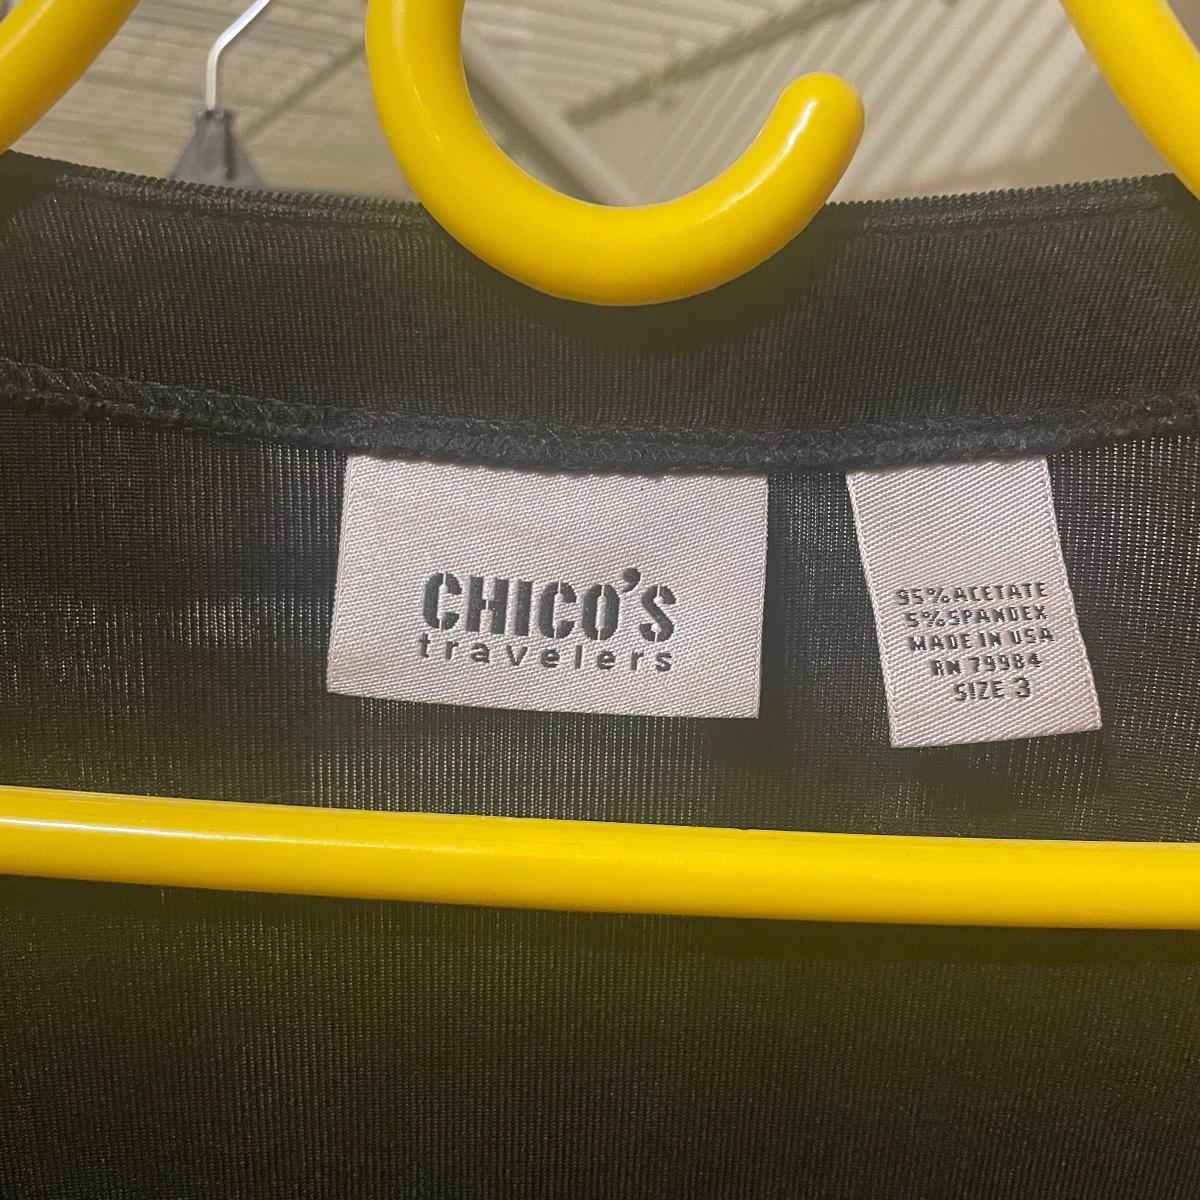 CHICO'S
travelers
95% ACETATE
5% SPANDEX
MADE IN USA
RN 79984
SIZE 3